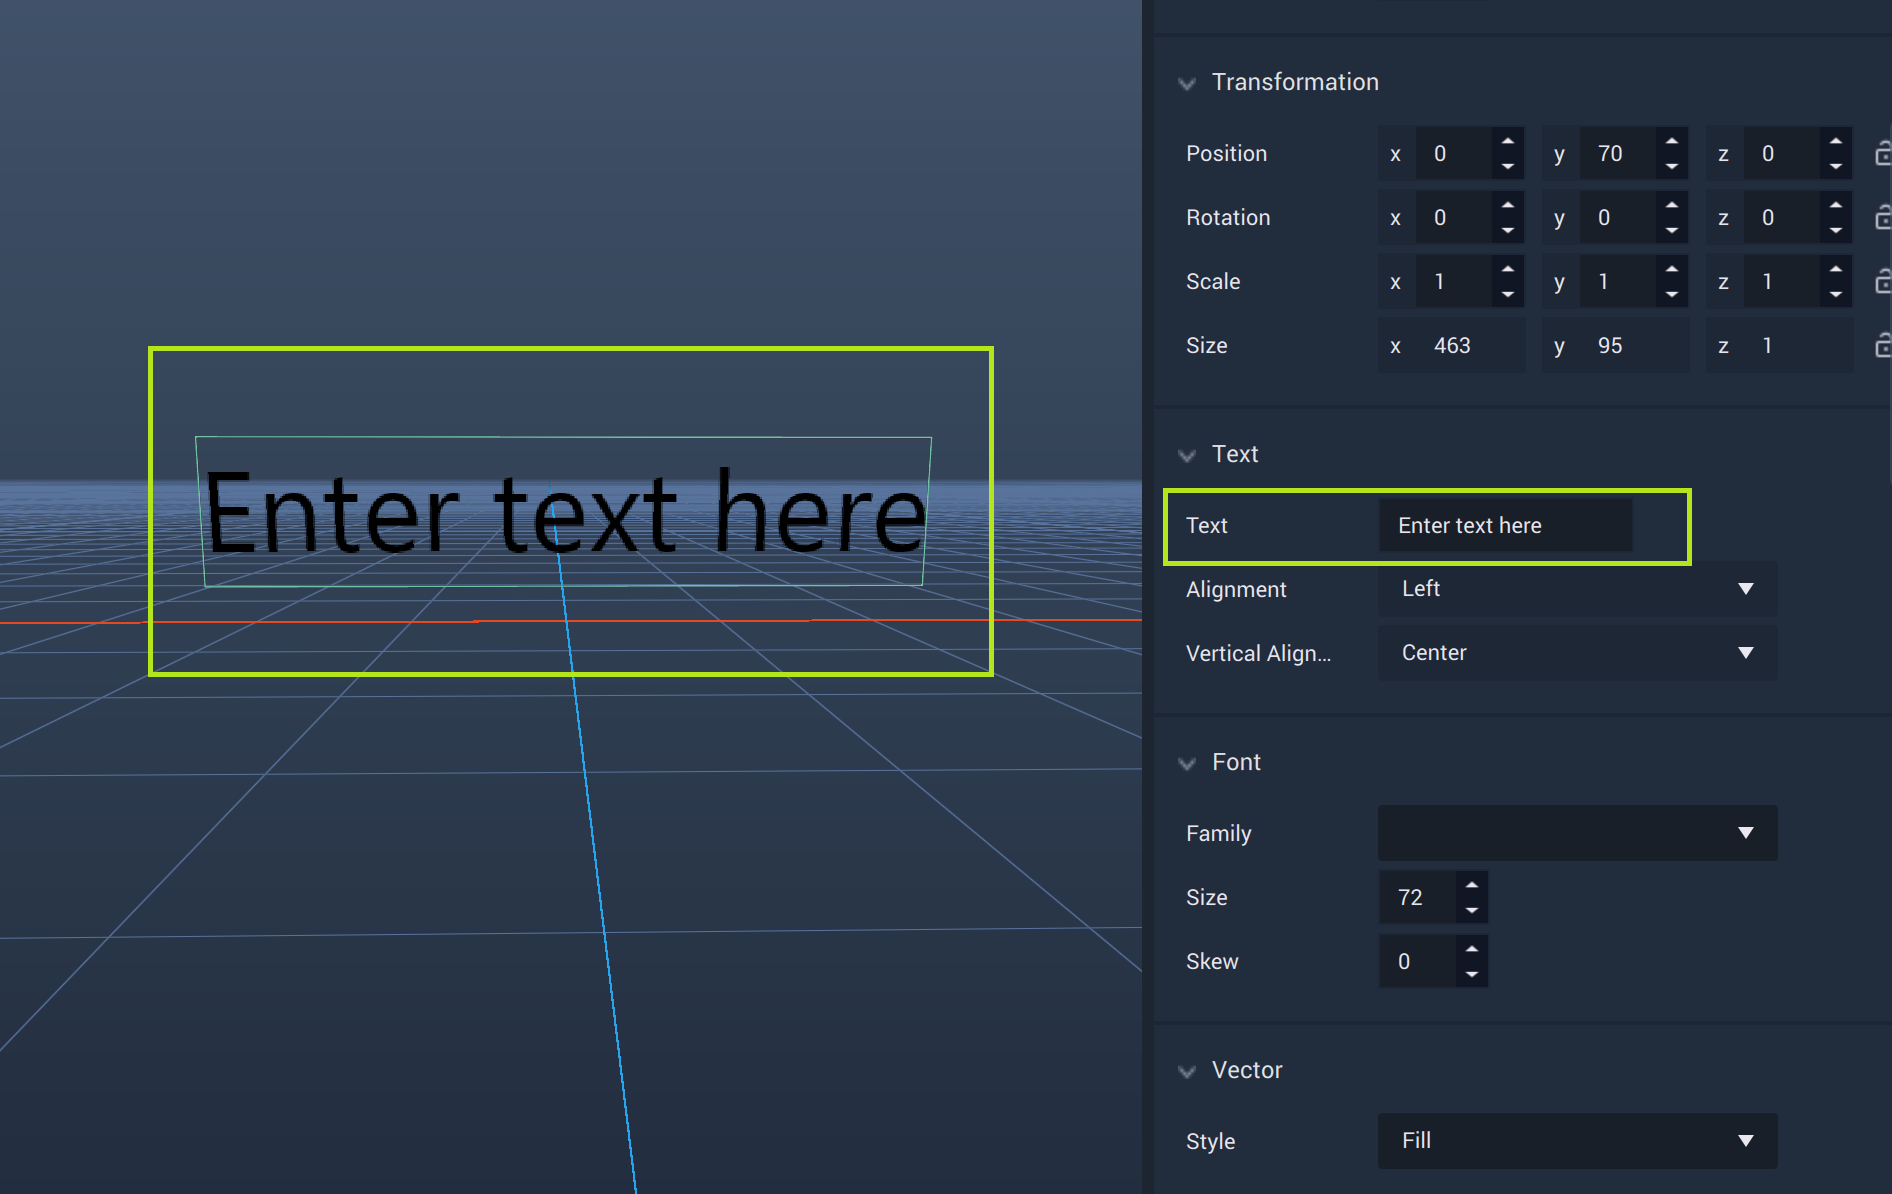 Enter text here
Transformation
Position x 0 y 70 z 0
Rotation x 0 y 0 z 0
Scale x 1 y 1 z 1
Size x 463 y 95 z 1
Text
Text Enter text here
Alignment Left
Vertical Align... Center
Font
Family
Size 72
Skew 0
Vector
Style Fill